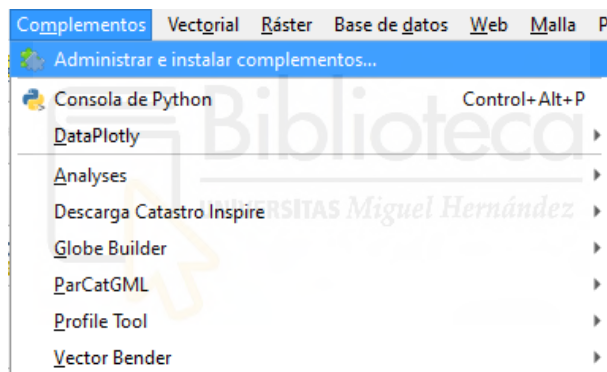 Complementos Vectorial Ráster Base de datos Web Malla P
Administrar e instalar complementos...
Consola de Python Control+Alt+P
DataPlotly
Biblioteca
Analyses
Descarga Catastro Inspire
UNIVERSITAS Miguel Hernández
Globe Builder
ParCatGML
Profile Tool
Vector Bender